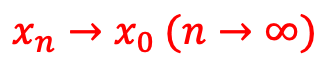 xₙ → x₀ (n → ∞)